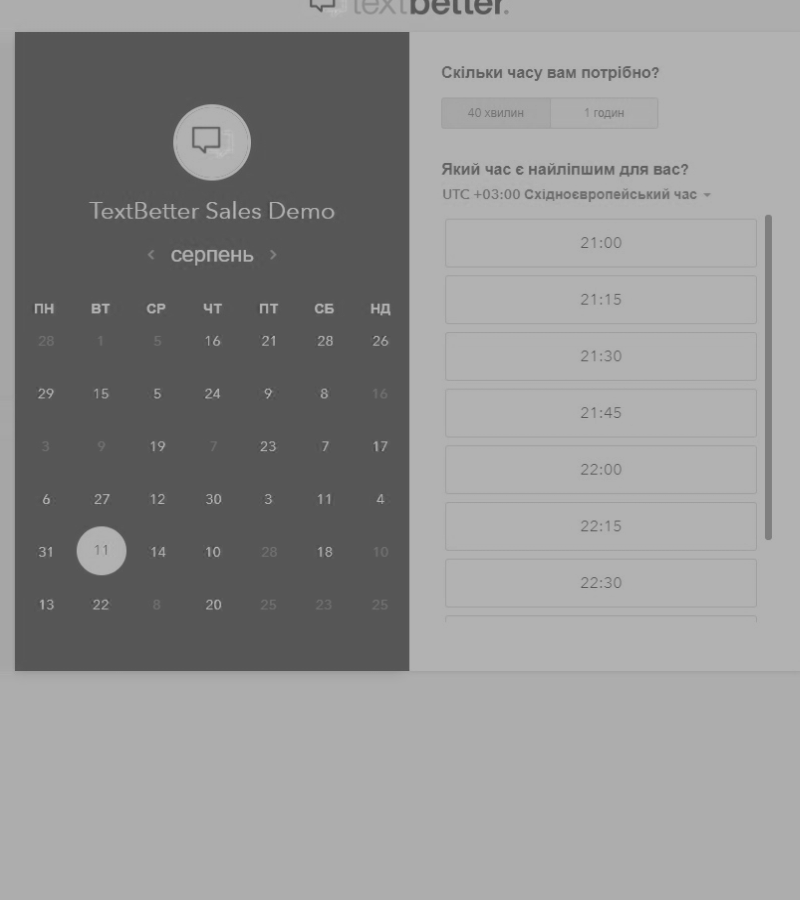 textbetter.
TextBetter Sales Demo
серпень
ПН ВТ СР ЧТ ПТ СБ НД
28 1 5 16 21 28 26
29 15 5 24 9 8 16
3 9 19 7 23 7 17
6 27 12 30 3 11 4
31 11 14 10 28 18 10
13 22 8 20 25 23 25
Скільки часу вам потрібно?
40 хвилин 1 годин
Який час є найліпшим для вас?
UTC +03:00 Східноєвропейський час
21:00
21:15
21:30
21:45
22:00
22:15
22:30